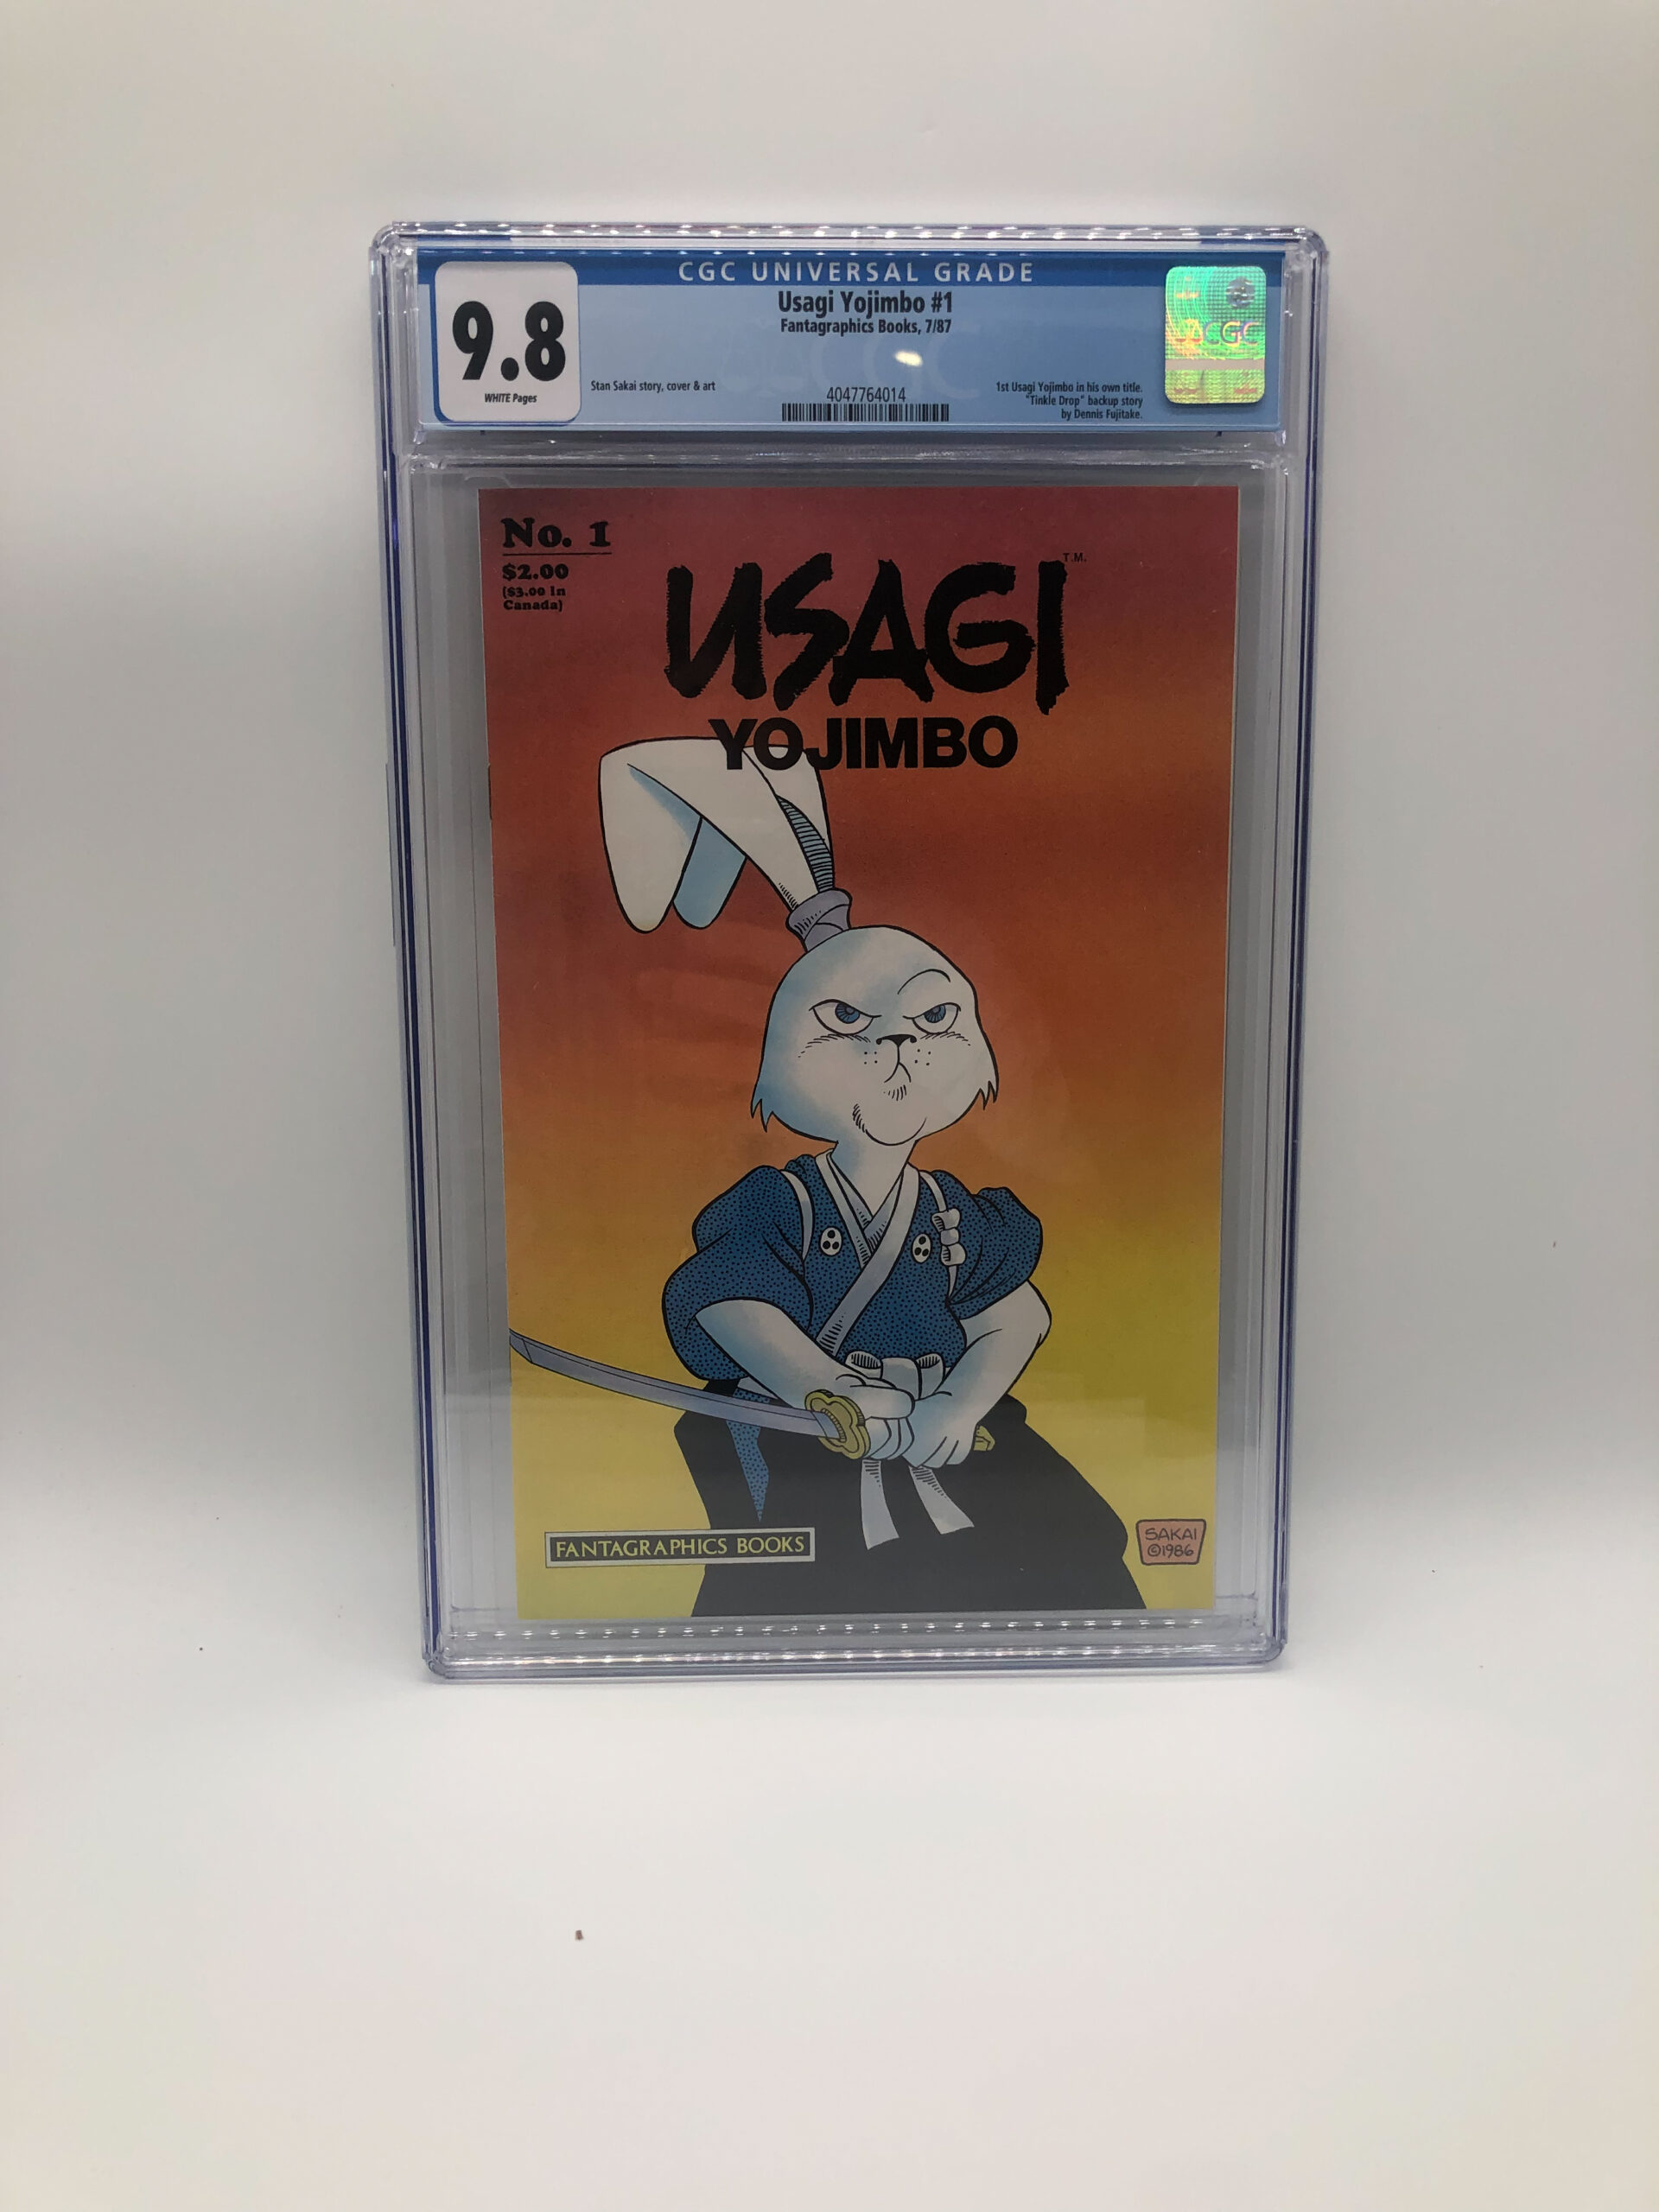 CGC UNIVERSAL GRADE
9.8
WHITE Pages
Usagi Yojimbo #1
Fantagraphics Books, 7/87
Stan Sakai story, cover & art
4047764014
1st Usagi Yojimbo in his own title.
"Tinkle Drop" backup story
by Dennis Fujitake.
CGC
No. 1
$2.00
($3.00 In
Canada)
USAGI T.M.
YOJIMBO
FANTAGRAPHICS BOOKS
SAKAI
©1986